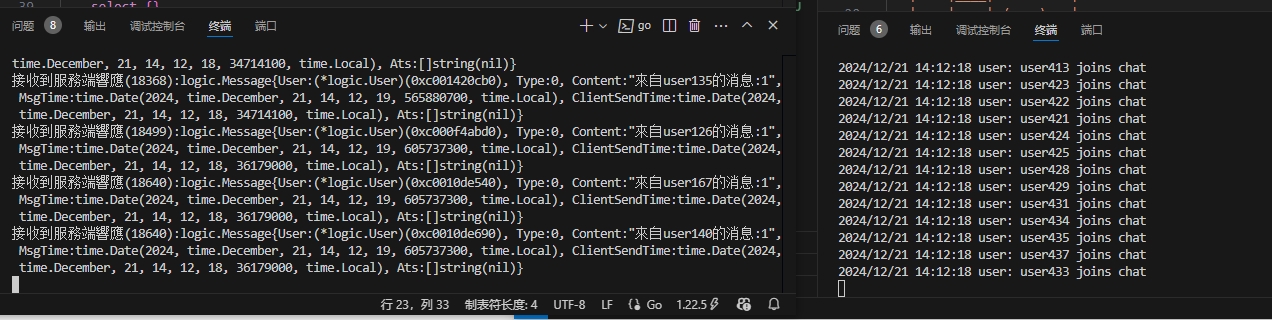 select {}
问题 8 输出 调试控制台 终端 端口
go
time.December, 21, 14, 12, 18, 34714100, time.Local), Ats:[]string(nil)}
接收到服務端響應(18368):logic.Message{User:(*logic.User)(0xc001420cb0), Type:0, Content:"來自user135的消息:1",
MsgTime:time.Date(2024, time.December, 21, 14, 12, 19, 565880700, time.Local), ClientSendTime:time.Date(2024,
time.December, 21, 14, 12, 18, 34714100, time.Local), Ats:[]string(nil)}
接收到服務端響應(18499):logic.Message{User:(*logic.User)(0xc000f4abd0), Type:0, Content:"來自user126的消息:1",
MsgTime:time.Date(2024, time.December, 21, 14, 12, 19, 605737300, time.Local), ClientSendTime:time.Date(2024,
time.December, 21, 14, 12, 18, 36179000, time.Local), Ats:[]string(nil)}
接收到服務端響應(18640):logic.Message{User:(*logic.User)(0xc0010de540), Type:0, Content:"來自user167的消息:1",
MsgTime:time.Date(2024, time.December, 21, 14, 12, 19, 605737300, time.Local), ClientSendTime:time.Date(2024,
time.December, 21, 14, 12, 18, 36179000, time.Local), Ats:[]string(nil)}
接收到服務端響應(18640):logic.Message{User:(*logic.User)(0xc0010de690), Type:0, Content:"來自user140的消息:1",
MsgTime:time.Date(2024, time.December, 21, 14, 12, 19, 605737300, time.Local), ClientSendTime:time.Date(2024,
time.December, 21, 14, 12, 18, 36179000, time.Local), Ats:[]string(nil)}
行 23，列 33 制表符长度: 4 UTF-8 LF Go 1.22.5
问题 6 输出 调试控制台 终端 端口
2024/12/21 14:12:18 user: user413 joins chat
2024/12/21 14:12:18 user: user423 joins chat
2024/12/21 14:12:18 user: user422 joins chat
2024/12/21 14:12:18 user: user421 joins chat
2024/12/21 14:12:18 user: user424 joins chat
2024/12/21 14:12:18 user: user425 joins chat
2024/12/21 14:12:18 user: user428 joins chat
2024/12/21 14:12:18 user: user429 joins chat
2024/12/21 14:12:18 user: user431 joins chat
2024/12/21 14:12:18 user: user434 joins chat
2024/12/21 14:12:18 user: user435 joins chat
2024/12/21 14:12:18 user: user437 joins chat
2024/12/21 14:12:18 user: user433 joins chat